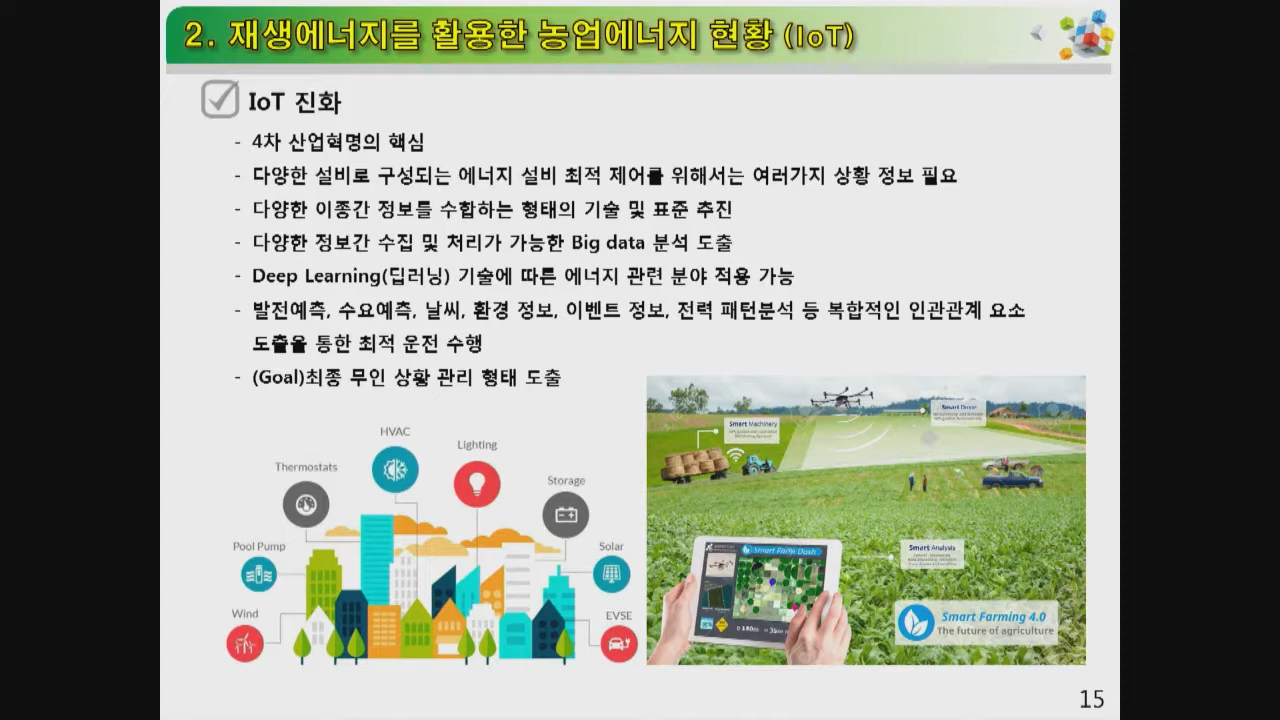 2. 재생에너지를 활용한 농업에너지 현황 (IoT)
IoT 진화
- 4차 산업혁명의 핵심
- 다양한 설비로 구성되는 에너지 설비 최적 제어를 위해서는 여러가지 상황 정보 필요
- 다양한 이종간 정보를 수합하는 형태의 기술 및 표준 추진
- 다양한 정보간 수집 및 처리가 가능한 Big data 분석 도출
- Deep Learning(딥러닝) 기술에 따른 에너지 관련 분야 적용 가능
- 발전예측, 수요예측, 날씨, 환경 정보, 이벤트 정보, 전력 패턴분석 등 복합적인 인관관계 요소
도출을 통한 최적 운전 수행
- (Goal)최종 무인 상황 관리 형태 도출
HVAC
Lighting
Thermostats
Storage
Pool Pump
Solar
Wind
EVSE
Smart Drone
Smart Machinery
Smart Analysis
Smart Farm Dash
Smart Farming 4.0
The future of agriculture
15